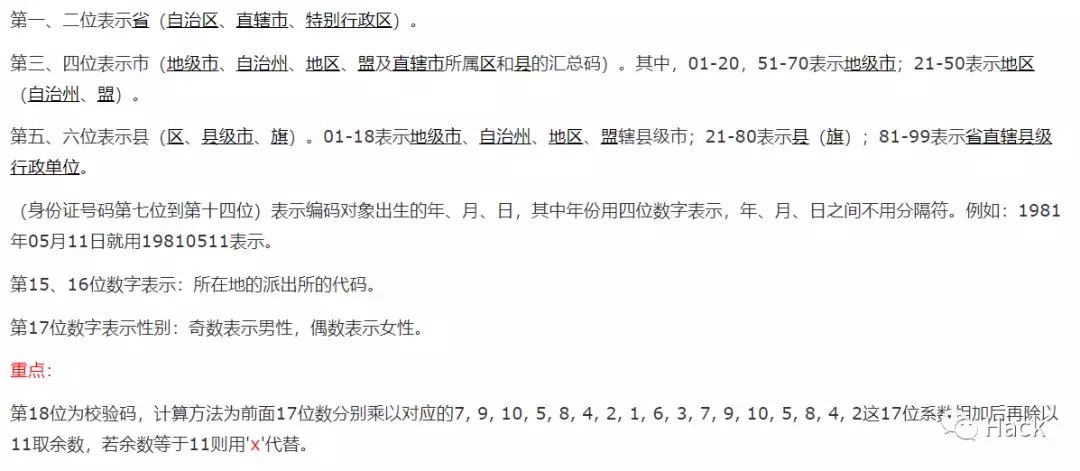 第一、二位表示省（自治区、直辖市、特别行政区）。
第三、四位表示市（地级市、自治州、地区、盟及直辖市所属区和县的汇总码）。其中，01-20，51-70表示地级市；21-50表示地区
（自治州、盟）。
第五、六位表示县（区、县级市、旗）。01-18表示地级市、自治州、地区、盟辖县级市；21-80表示县（旗）；81-99表示省直辖县级
行政单位。
（身份证号码第七位到第十四位）表示编码对象出生的年、月、日，其中年份用四位数字表示，年、月、日之间不用分隔符。例如：1981
年05月11日就用19810511表示。
第15、16位数字表示：所在地的派出所的代码。
第17位数字表示性别：奇数表示男性，偶数表示女性。
重点：
第18位为校验码，计算方法为前面17位数分别乘以对应的7, 9, 10, 5, 8, 4, 2, 1, 6, 3, 7, 9, 10, 5, 8, 4, 2这17位系数相加后再除以
11取余数，若余数等于11则用'x'代替。
Hack